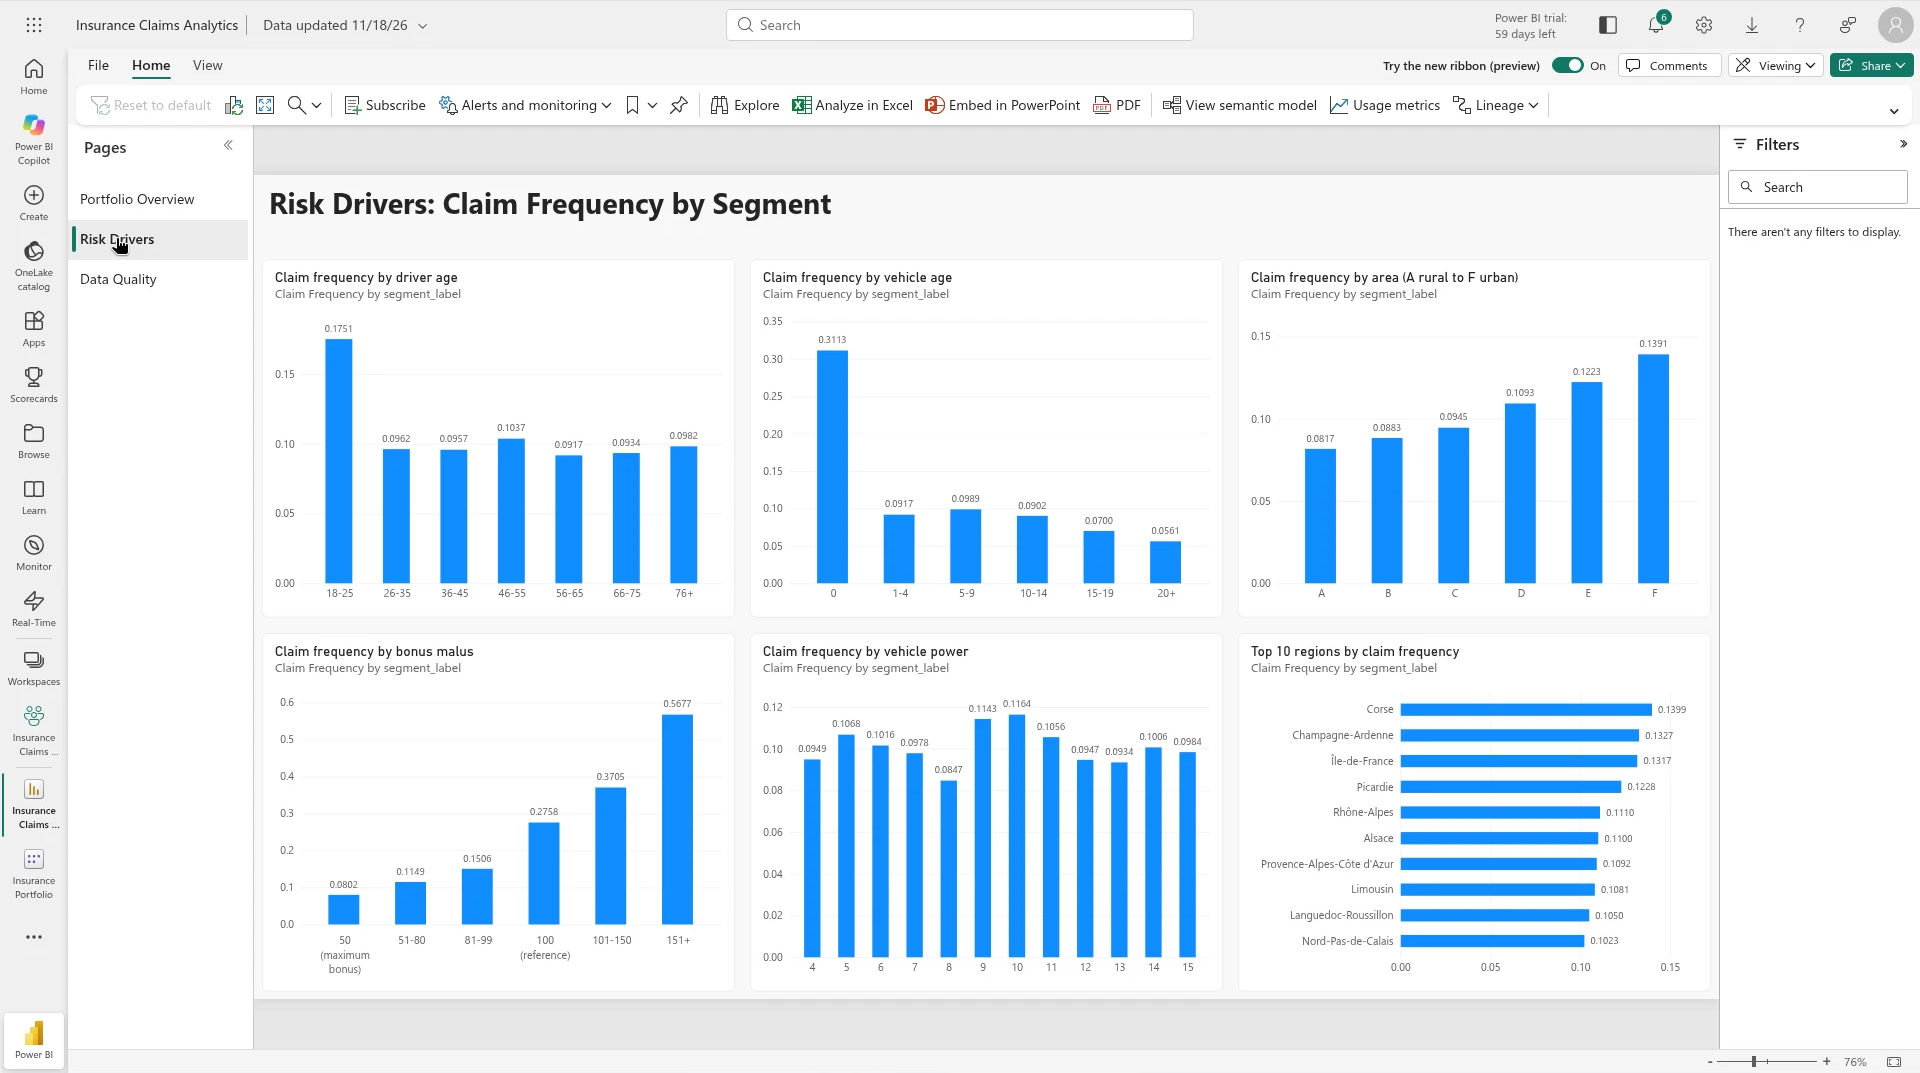 Insurance Claims Analytics
Data updated 11/18/26
Search
Power BI trial:
59 days left
6
Home
Power BI
Copilot
Create
OneLake
catalog
Apps
Scorecards
Browse
Learn
Monitor
Real-Time
Workspaces
Insurance
Claims ...
Insurance
Claims ...
Insurance
Portfolio
Power BI
File
Home
View
Try the new ribbon (preview)
On
Comments
Viewing
Share
Reset to default
Subscribe
Alerts and monitoring
Explore
Analyze in Excel
Embed in PowerPoint
PDF
View semantic model
Usage metrics
Lineage
Pages
Portfolio Overview
Risk Drivers
Data Quality
Risk Drivers: Claim Frequency by Segment
Claim frequency by driver age
Claim Frequency by segment_label
0.15
0.10
0.05
0.00
0.1751
0.0962
0.0957
0.1037
0.0917
0.0934
0.0982
18-25
26-35
36-45
46-55
56-65
66-75
76+
Claim frequency by vehicle age
Claim Frequency by segment_label
0.35
0.30
0.25
0.20
0.15
0.10
0.05
0.00
0.3113
0.0917
0.0989
0.0902
0.0700
0.0561
0
1-4
5-9
10-14
15-19
20+
Claim frequency by area (A rural to F urban)
Claim Frequency by segment_label
0.15
0.10
0.05
0.00
0.0817
0.0883
0.0945
0.1093
0.1223
0.1391
A
B
C
D
E
F
Claim frequency by bonus malus
Claim Frequency by segment_label
0.6
0.5
0.4
0.3
0.2
0.1
0.0
0.0802
0.1149
0.1506
0.2758
0.3705
0.5677
50
(maximum
bonus)
51-80
81-99
100
(reference)
101-150
151+
Claim frequency by vehicle power
Claim Frequency by segment_label
0.12
0.10
0.08
0.06
0.04
0.02
0.00
0.0949
0.1068
0.1016
0.0978
0.0847
0.1143
0.1164
0.1056
0.0947
0.0934
0.1006
0.0984
4
5
6
7
8
9
10
11
12
13
14
15
Top 10 regions by claim frequency
Claim Frequency by segment_label
Corse 0.1399
Champagne-Ardenne 0.1327
Île-de-France 0.1317
Picardie 0.1228
Rhône-Alpes 0.1110
Alsace 0.1100
Provence-Alpes-Côte d'Azur 0.1092
Limousin 0.1081
Languedoc-Roussillon 0.1050
Nord-Pas-de-Calais 0.1023
0.00
0.05
0.10
0.15
Filters
Search
There aren't any filters to display.
- + 76%